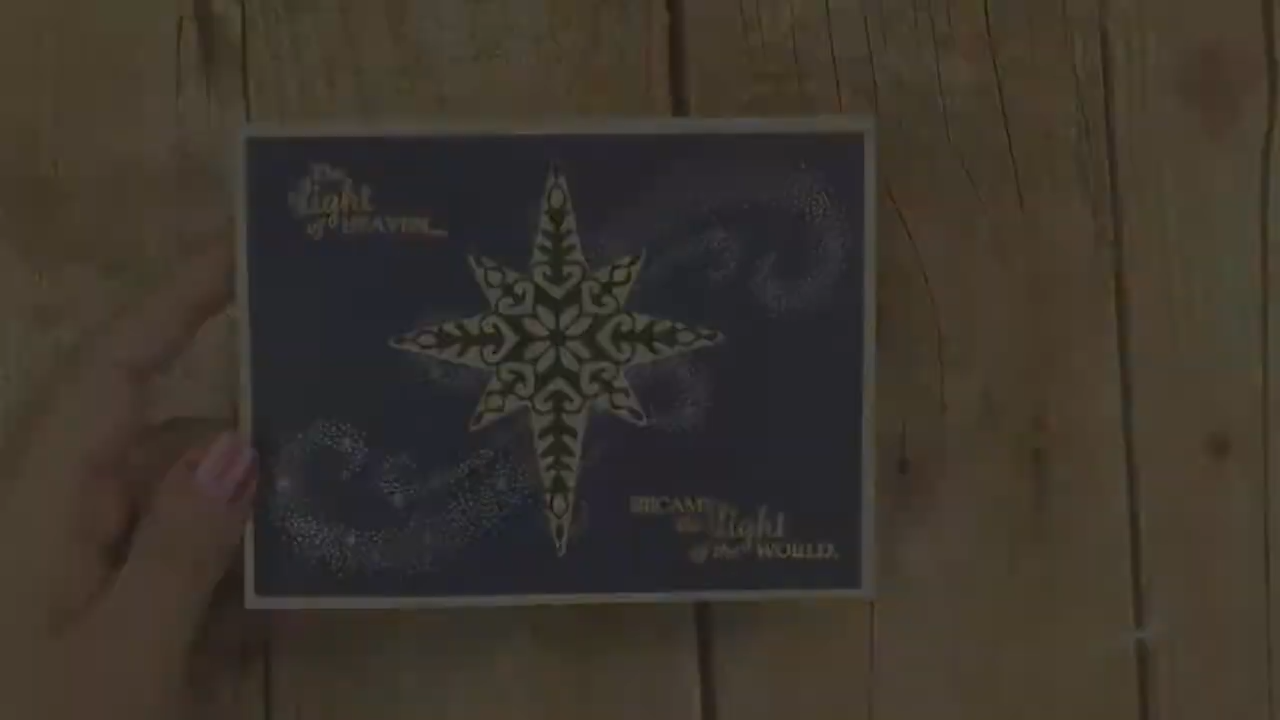 The
light
of HEAVEN...
BECAME
the light
of the WORLD.